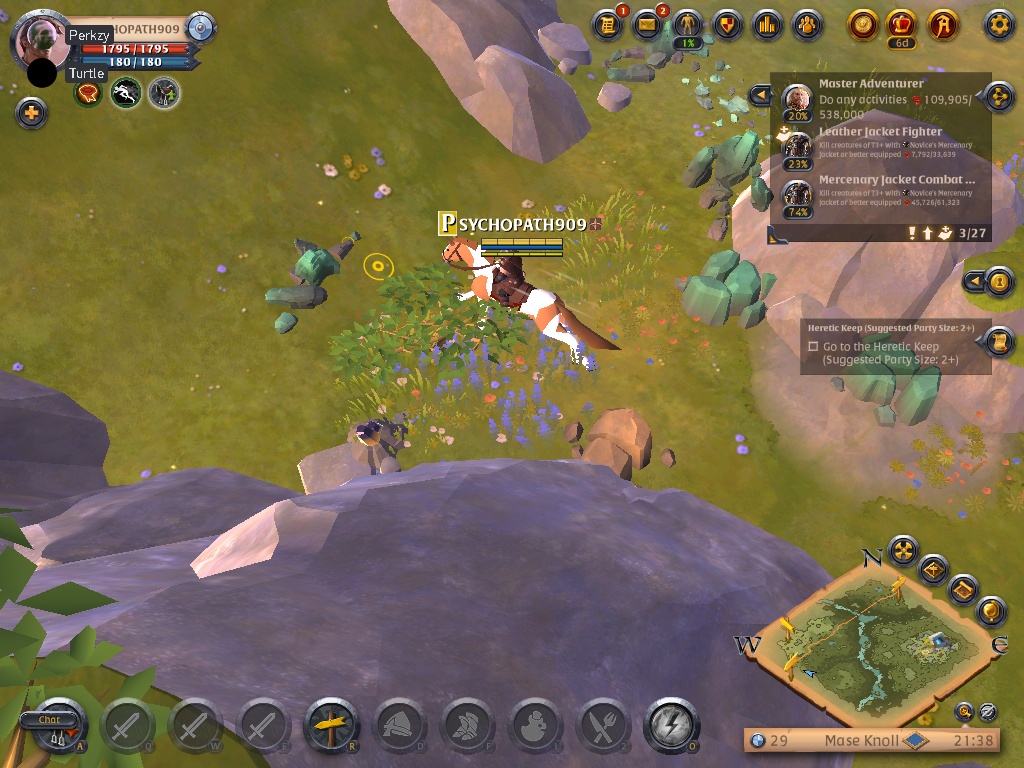 Perkzy
HOPATH909
1795 / 1795
180 / 180
Turtle
1
2
1%
6d
Master Adventurer
Do any activities 109,905/
538,000
20%
Leather Jacket Fighter
Kill creatures of T3+ with Novice's Mercenary
Jacket or better equipped 7,792/33,639
23%
Mercenary Jacket Combat ...
Kill creatures of T3+ with Novice's Mercenary
Jacket or better equipped 45,726/61,323
74%
3/27
PSYCHOPATH909
Heretic Keep (Suggested Party Size: 2+)
Go to the Heretic Keep
(Suggested Party Size: 2+)
N
W
E
Chat
A
Q
W
E
R
D
F
1
2
O
29 Mase Knoll 21:38